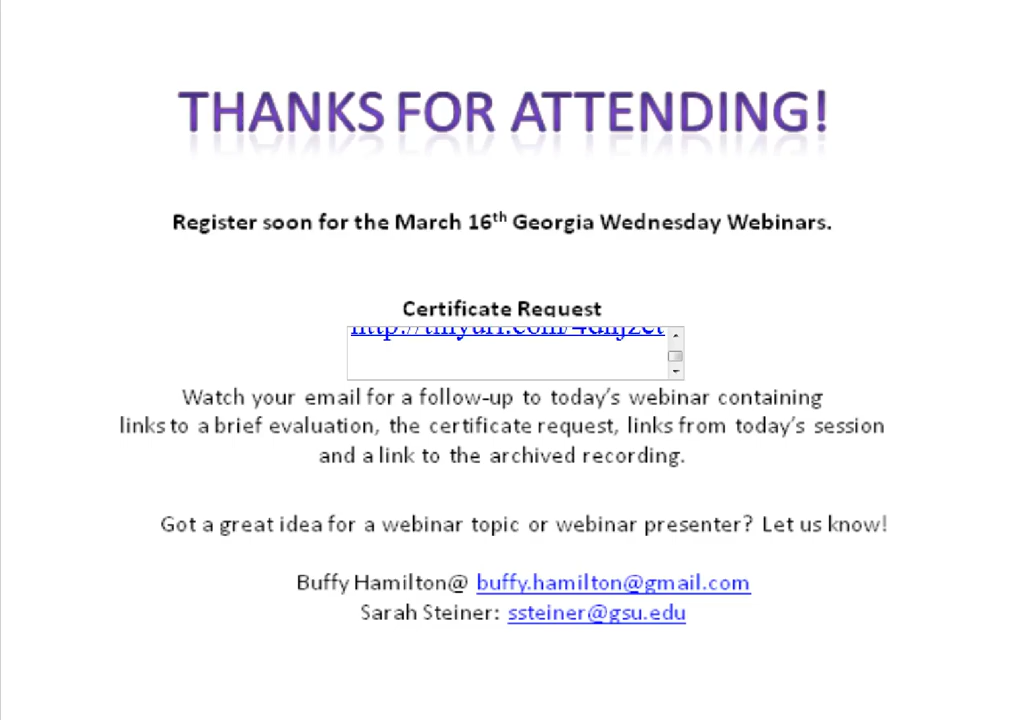 THANKS FOR ATTENDING!
Register soon for the March 16th Georgia Wednesday Webinars.
Certificate Request
Watch your email for a follow-up to today's webinar containing
links to a brief evaluation, the certificate request, links from today's session
and a link to the archived recording.
Got a great idea for a webinar topic or webinar presenter? Let us know!
Buffy Hamilton@ buffy.hamilton@gmail.com
Sarah Steiner: ssteiner@gsu.edu